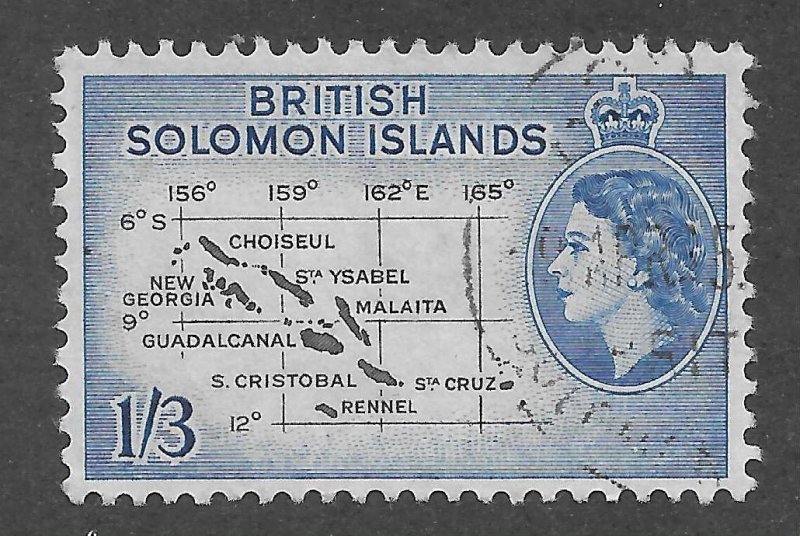 BRITISH
SOLOMON ISLANDS
156° 159° 162°E 165°
6°S
CHOISEUL
STA YSABEL
NEW
GEORGIA
MALAITA
9°
GUADALCANAL
S. CRISTOBAL
STA CRUZ
RENNEL
12°
1/3